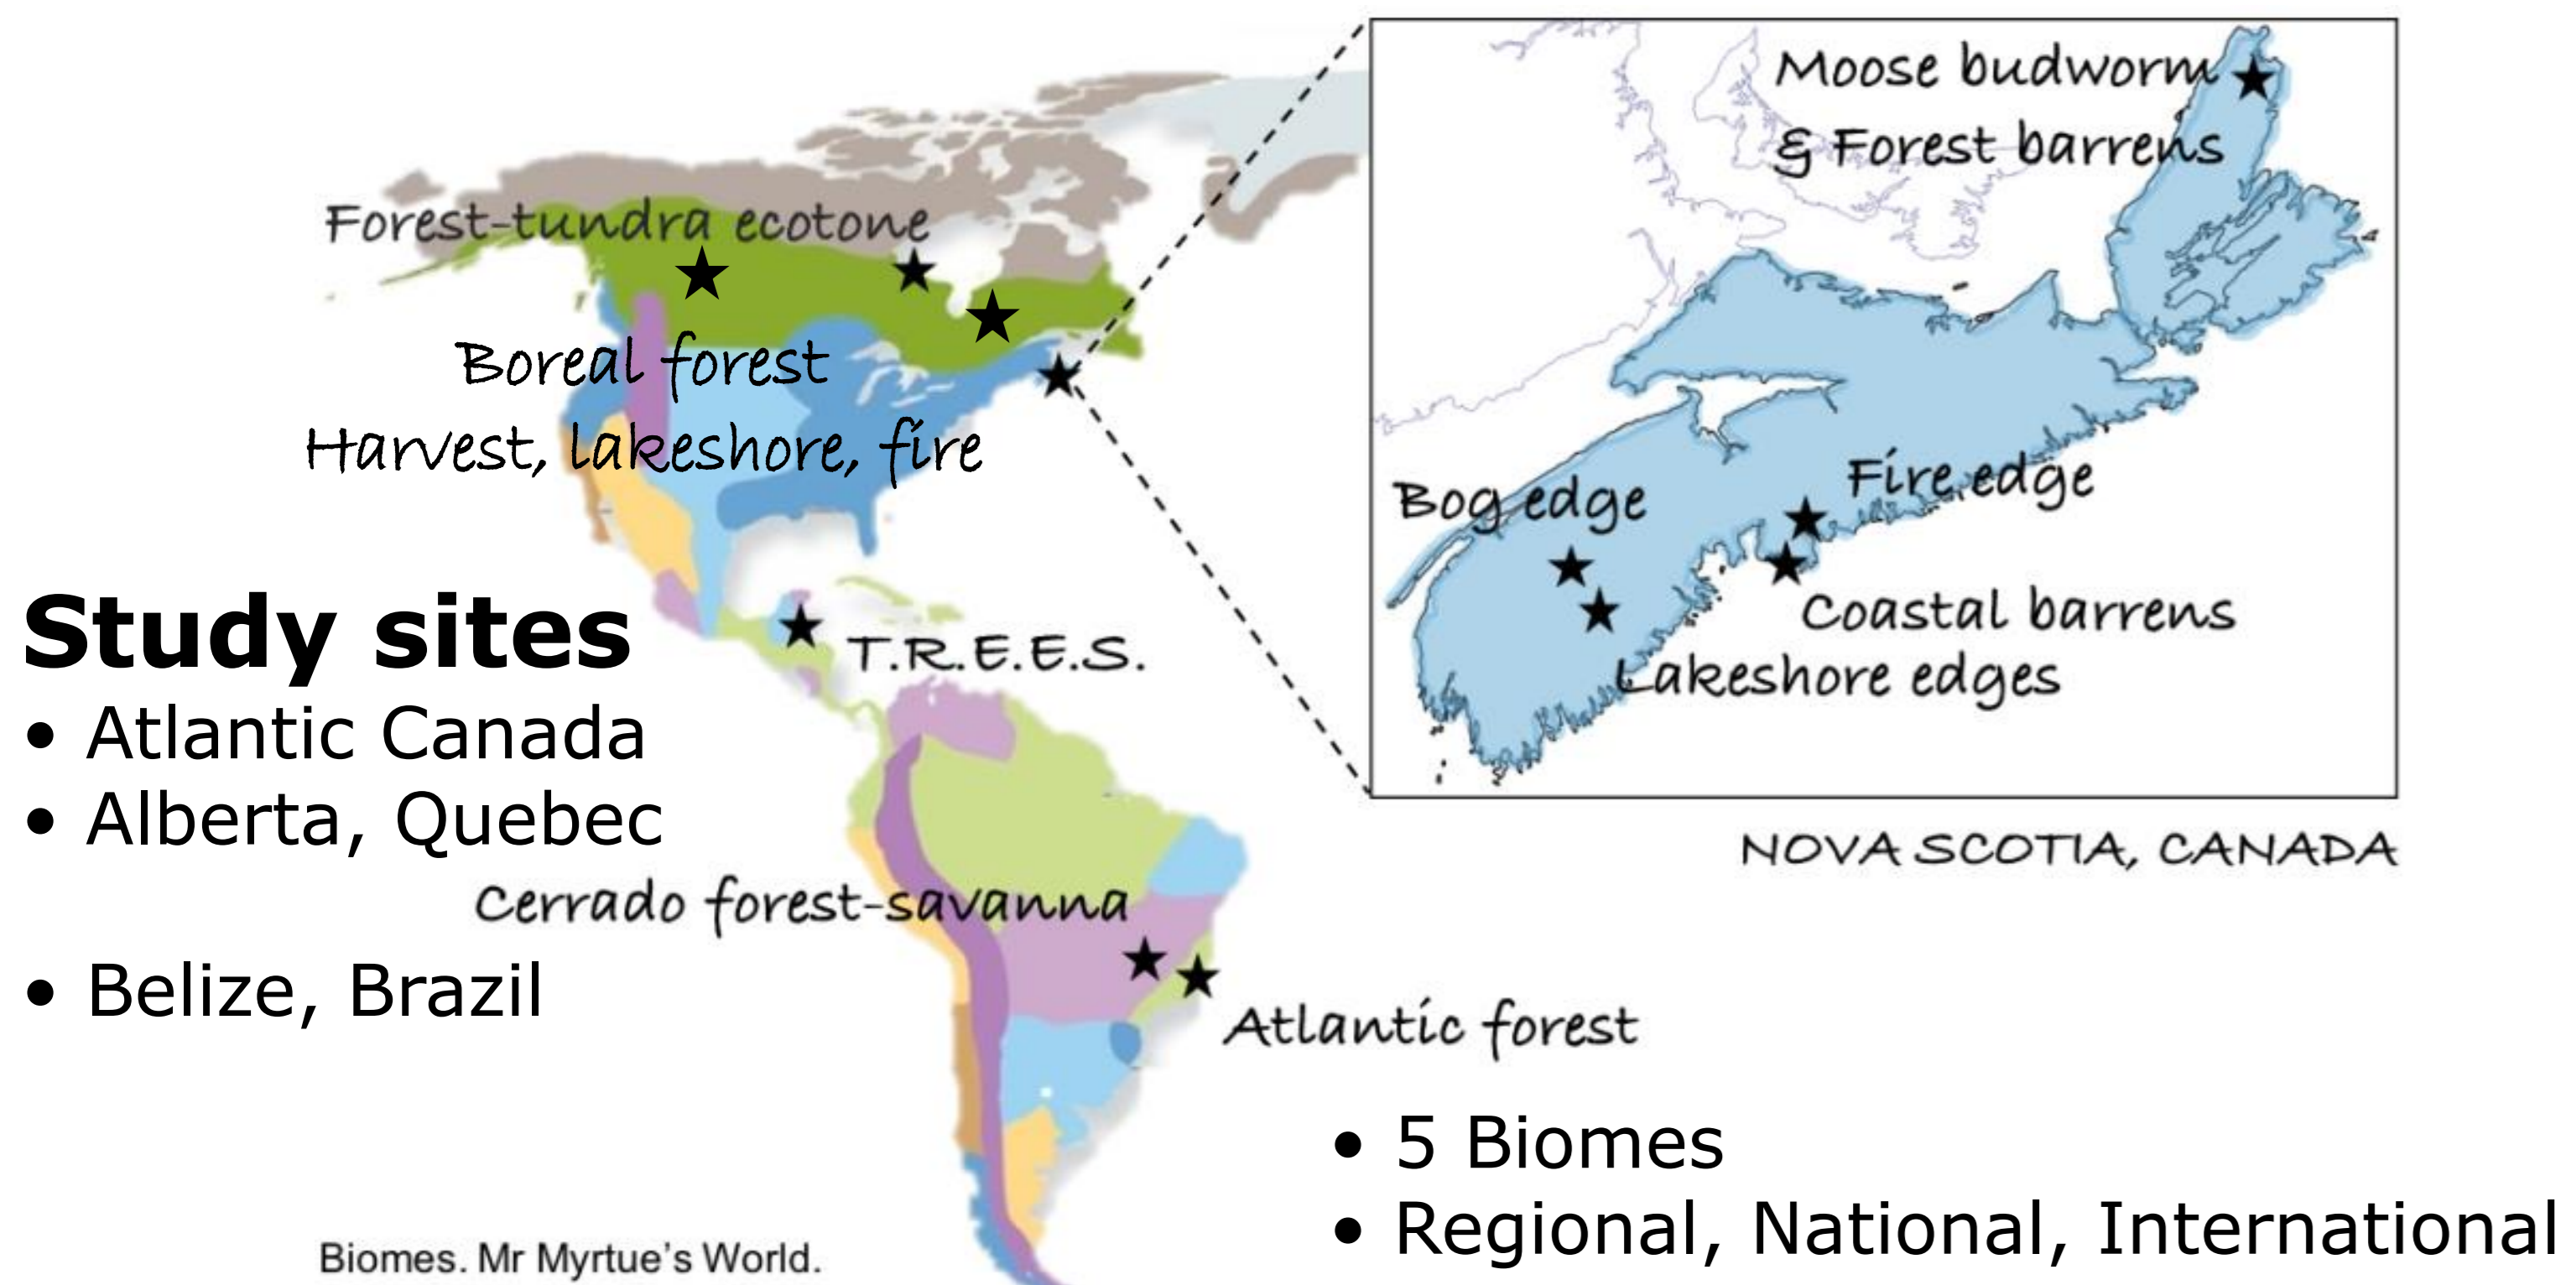 Moose budworm
& Forest barrens
Forest-tundra ecotone
Boreal forest
Harvest, lakeshore, fire
Bog edge
Fire edge
Coastal barrens
Lakeshore edges
NOVA SCOTIA, CANADA
Study sites
• Atlantic Canada
• Alberta, Quebec
• Belize, Brazil
T.R.E.E.S.
Cerrado forest-savanna
Atlantic forest
• 5 Biomes
• Regional, National, International
Biomes. Mr Myrtue's World.